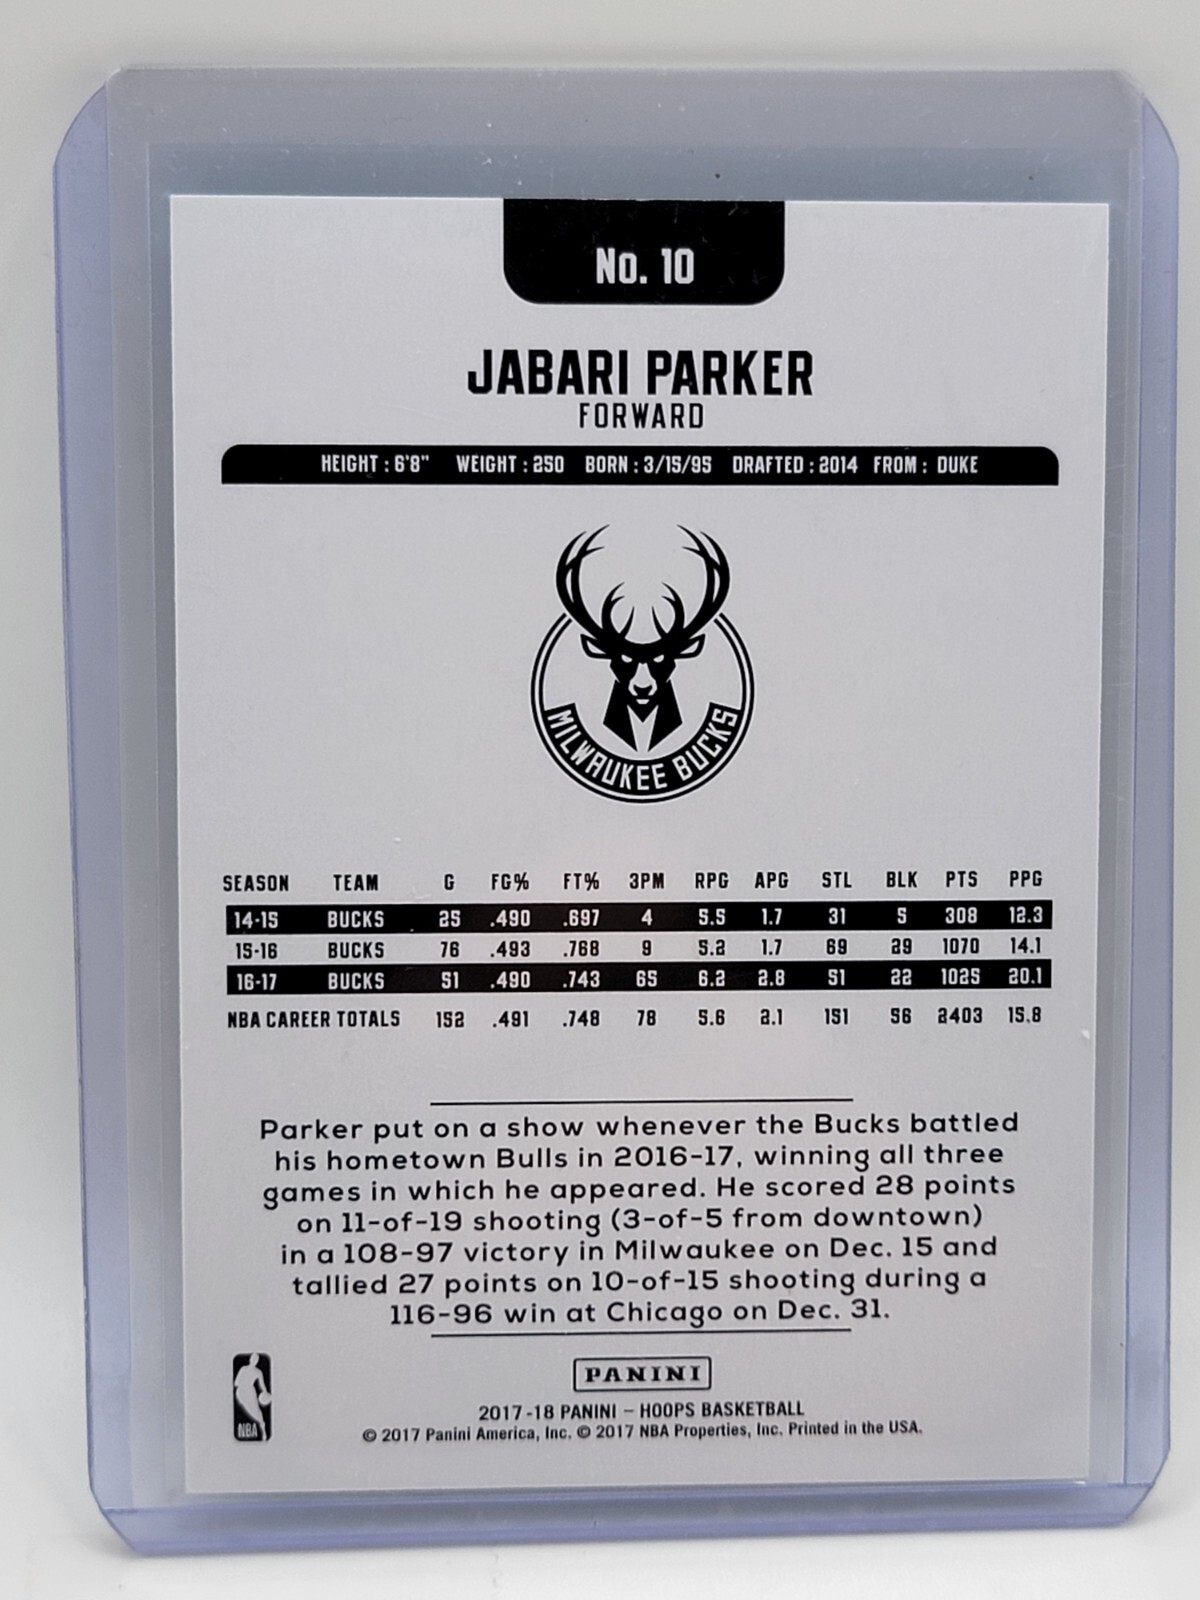 No. 10
JABARI PARKER
FORWARD
HEIGHT : 6'8" WEIGHT : 250 BORN : 3/15/95 DRAFTED : 2014 FROM : DUKE
MILWAUKEE BUCKS
SEASON TEAM G FG% FT% 3PM RPG APG STL BLK PTS PPG
14-15 BUCKS 25 .490 .697 4 5.5 1.7 31 5 308 12.3
15-16 BUCKS 76 .493 .768 9 5.2 1.7 69 29 1070 14.1
16-17 BUCKS 51 .490 .743 65 6.2 2.8 51 22 1025 20.1
NBA CAREER TOTALS 152 .491 .748 78 5.6 2.1 151 56 2403 15.8
Parker put on a show whenever the Bucks battled
his hometown Bulls in 2016-17, winning all three
games in which he appeared. He scored 28 points
on 11-of-19 shooting (3-of-5 from downtown)
in a 108-97 victory in Milwaukee on Dec. 15 and
tallied 27 points on 10-of-15 shooting during a
116-96 win at Chicago on Dec. 31.
NBA
PANINI
2017-18 PANINI – HOOPS BASKETBALL
© 2017 Panini America, Inc. © 2017 NBA Properties, Inc. Printed in the USA.